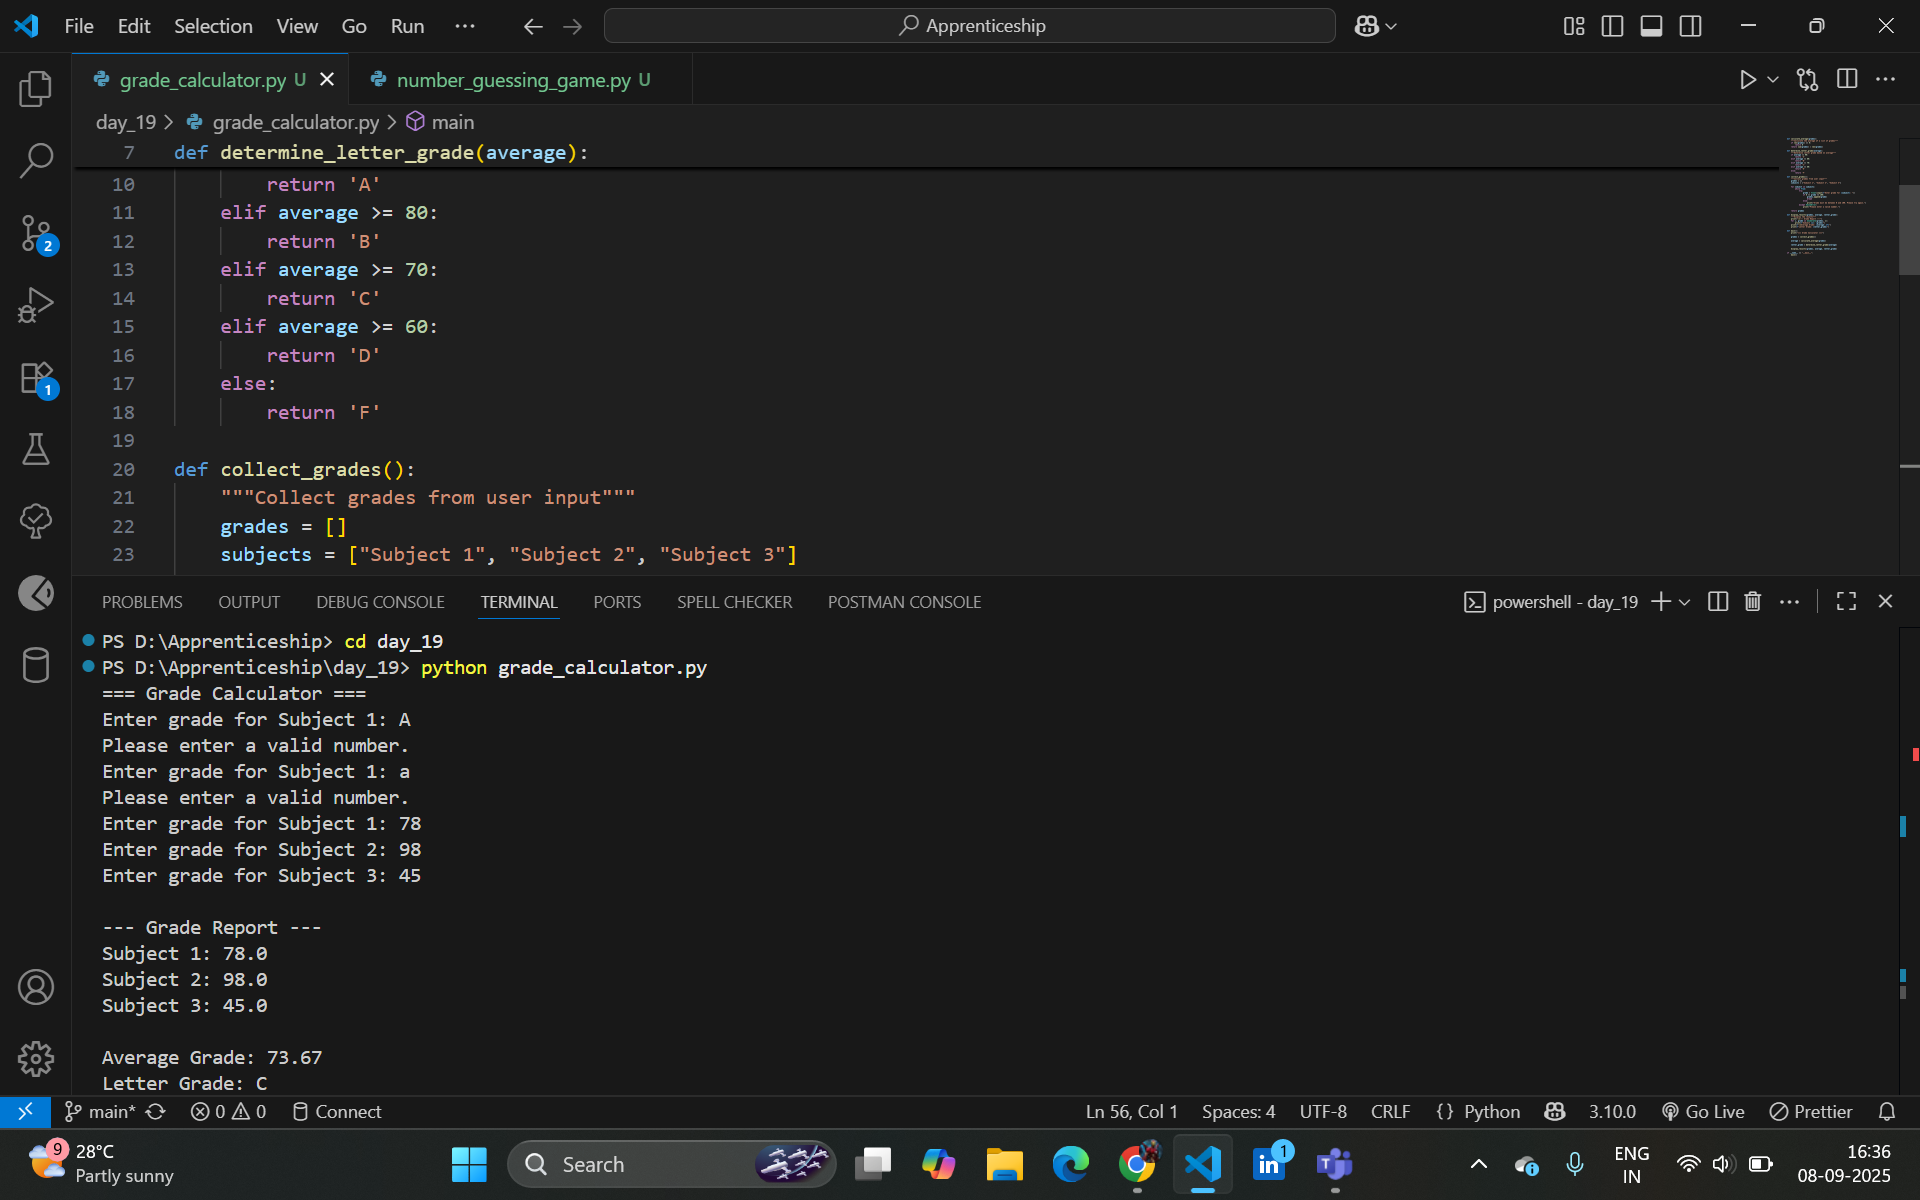 File Edit Selection View Go Run ··· Apprenticeship
grade_calculator.py U number_guessing_game.py U
day_19 > grade_calculator.py > main
7 def determine_letter_grade(average):
10 return 'A'
11 elif average >= 80:
12 return 'B'
13 elif average >= 70:
14 return 'C'
15 elif average >= 60:
16 return 'D'
17 else:
18 return 'F'
19
20 def collect_grades():
21 """Collect grades from user input"""
22 grades = []
23 subjects = ["Subject 1", "Subject 2", "Subject 3"]
2
1
PROBLEMS OUTPUT DEBUG CONSOLE TERMINAL PORTS SPELL CHECKER POSTMAN CONSOLE powershell - day_19
PS D:\Apprenticeship> cd day_19
PS D:\Apprenticeship\day_19> python grade_calculator.py
=== Grade Calculator ===
Enter grade for Subject 1: A
Please enter a valid number.
Enter grade for Subject 1: a
Please enter a valid number.
Enter grade for Subject 1: 78
Enter grade for Subject 2: 98
Enter grade for Subject 3: 45
--- Grade Report ---
Subject 1: 78.0
Subject 2: 98.0
Subject 3: 45.0
Average Grade: 73.67
Letter Grade: C
main* 0 0 Connect Ln 56, Col 1 Spaces: 4 UTF-8 CRLF {} Python 3.10.0 Go Live Prettier
9 28°C
Partly sunny
Search
1
ENG
IN
16:36
08-09-2025